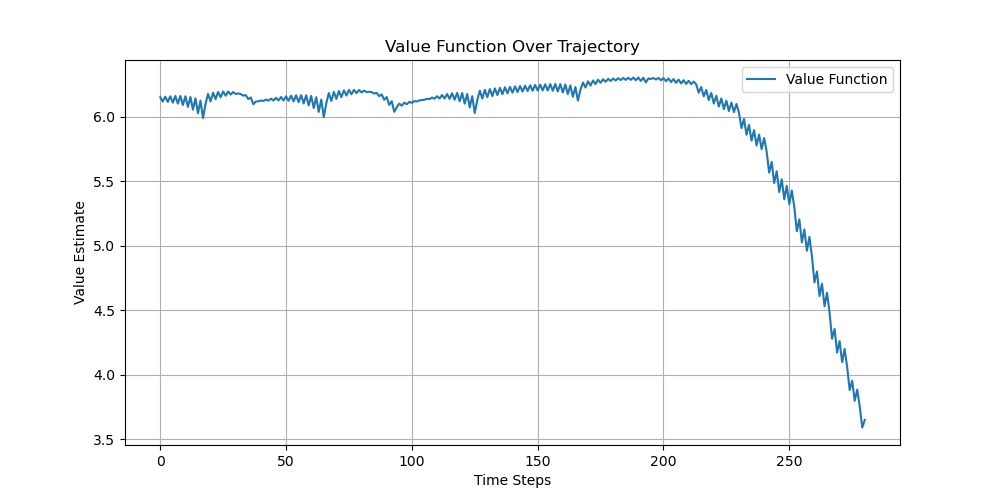 Value Function Over Trajectory
Value Function
6.0
5.5
5.0
4.5
4.0
3.5
Value Estimate
0 50 100 150 200 250
Time Steps